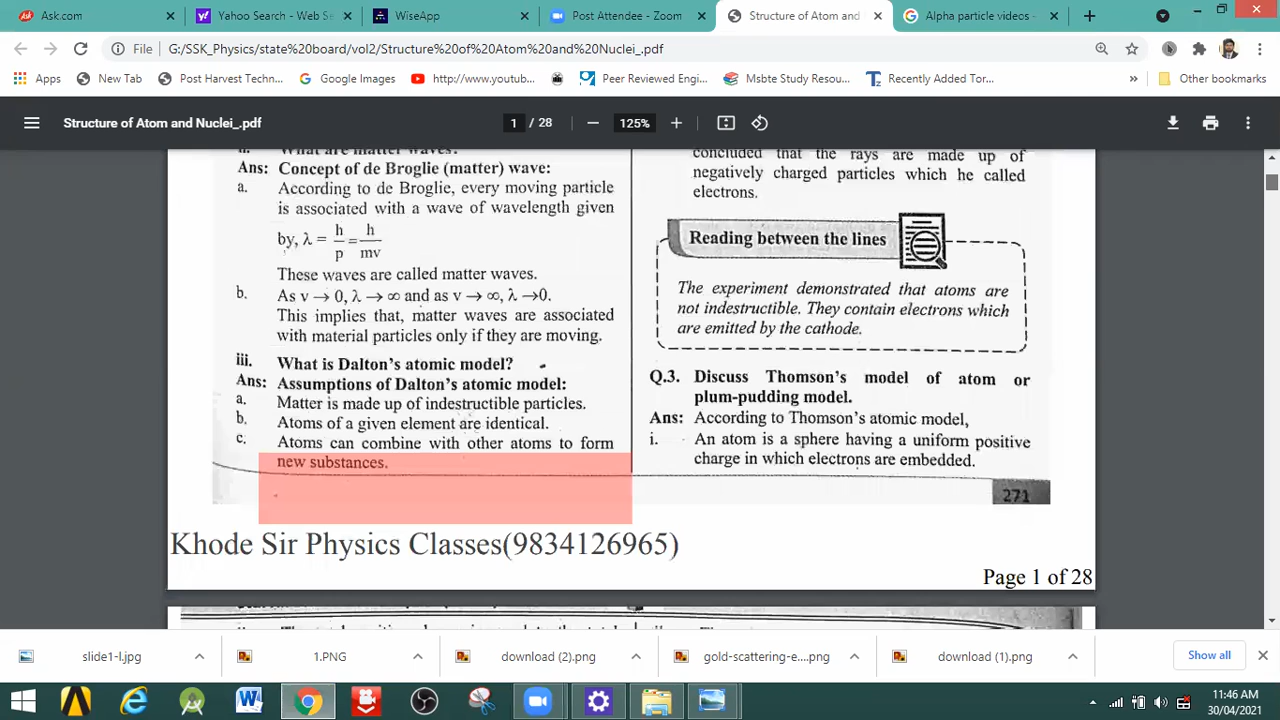 Ask.com
Yahoo Search - Web S
WiseApp
Post Attendee - Zoom
Structure of Atom and
Alpha particle videos -
File
G:/SSK_Physics/state%20board/vol2/Structure%20of%20Atom%20and%20Nuclei_.pdf
Apps
New Tab
Post Harvest Techn...
Google Images
http://www.youtub...
Peer Reviewed Engi...
Msbte Study Resou...
Recently Added Tor...
»
Other bookmarks
Structure of Atom and Nuclei_.pdf
1 / 28
125%
What are matter waves?
Ans: Concept of de Broglie (matter) wave:
a. According to de Broglie, every moving particle
is associated with a wave of wavelength given
by, λ = h/p = h/mv
These waves are called matter waves.
b. As v → 0, λ → ∞ and as v → ∞, λ →0.
This implies that, matter waves are associated
with material particles only if they are moving.
iii. What is Dalton's atomic model?
Ans: Assumptions of Dalton's atomic model:
a. Matter is made up of indestructible particles.
b. Atoms of a given element are identical.
c. Atoms can combine with other atoms to form
new substances.
concluded that the rays are made up of
negatively charged particles which he called
electrons.
Reading between the lines
The experiment demonstrated that atoms are
not indestructible. They contain electrons which
are emitted by the cathode.
Q.3. Discuss Thomson's model of atom or
plum-pudding model.
Ans: According to Thomson's atomic model,
i. An atom is a sphere having a uniform positive
charge in which electrons are embedded.
271
Khode Sir Physics Classes(9834126965)
Page 1 of 28
slide1-l.jpg
1.PNG
download (2).png
gold-scattering-e....png
download (1).png
Show all
11:46 AM
30/04/2021